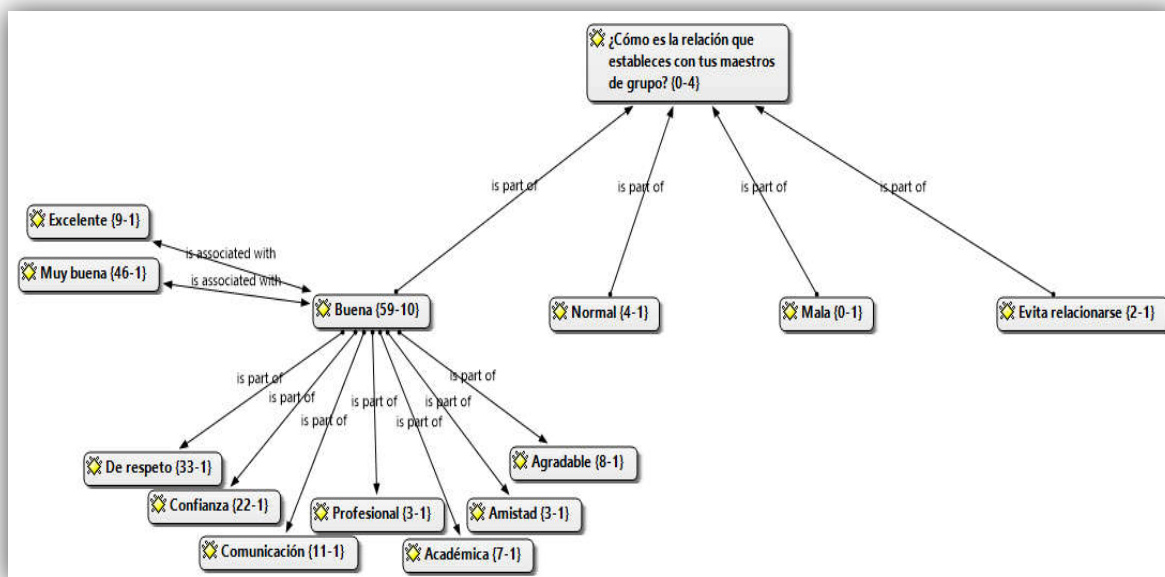 ¿Cómo es la relación que
estableces con tus maestros
de grupo? {0-4}
is part of
is part of
is part of
is part of
Excelente {9-1}
is associated with
Muy buena {46-1}
is associated with
Buena {59-10}
Normal {4-1}
Mala {0-1}
Evita relacionarse {2-1}
is part of
is part of
is part of
is part of
is part of
is part of
is part of
De respeto {33-1}
Confianza {22-1}
Comunicación {11-1}
Profesional {3-1}
Académica {7-1}
Amistad {3-1}
Agradable {8-1}